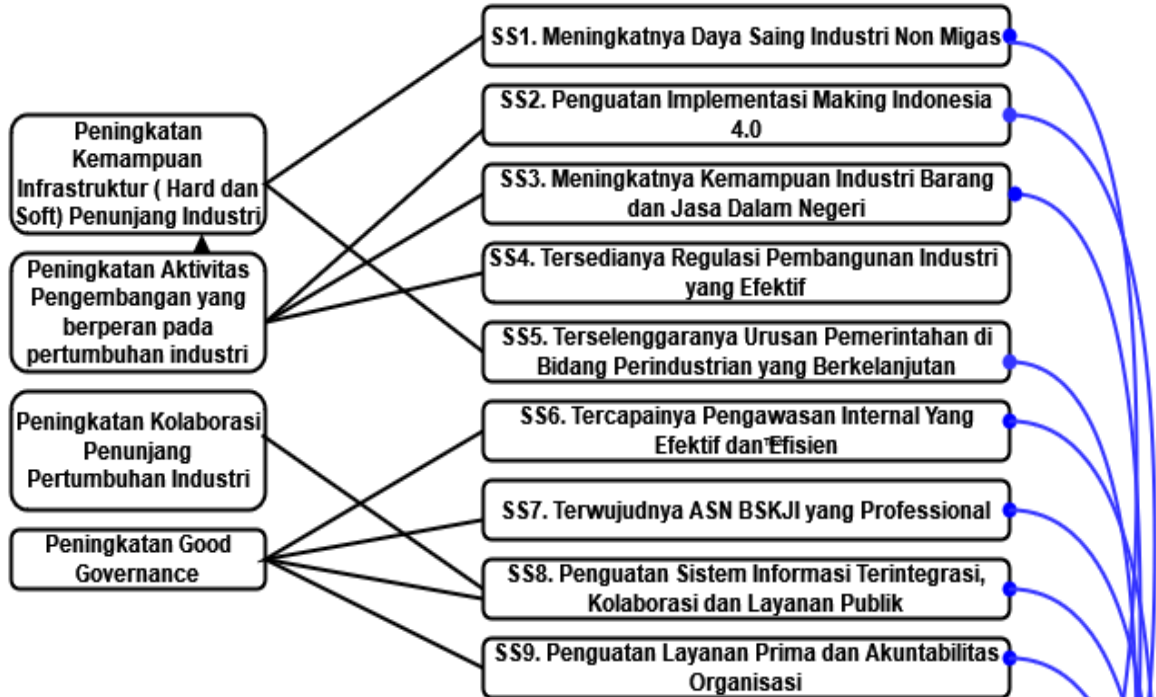 Peningkatan
Kemampuan
Infrastruktur ( Hard dan
Soft) Penunjang Industri
Peningkatan Aktivitas
Pengembangan yang
berperan pada
pertumbuhan industri
Peningkatan Kolaborasi
Penunjang
Pertumbuhan Industri
Peningkatan Good
Governance
SS1. Meningkatnya Daya Saing Industri Non Migas
SS2. Penguatan Implementasi Making Indonesia
4.0
SS3. Meningkatnya Kemampuan Industri Barang
dan Jasa Dalam Negeri
SS4. Tersedianya Regulasi Pembangunan Industri
yang Efektif
SS5. Terselenggaranya Urusan Pemerintahan di
Bidang Perindustrian yang Berkelanjutan
SS6. Tercapainya Pengawasan Internal Yang
Efektif dan Efisien
SS7. Terwujudnya ASN BSKJI yang Professional
SS8. Penguatan Sistem Informasi Terintegrasi,
Kolaborasi dan Layanan Publik
SS9. Penguatan Layanan Prima dan Akuntabilitas
Organisasi